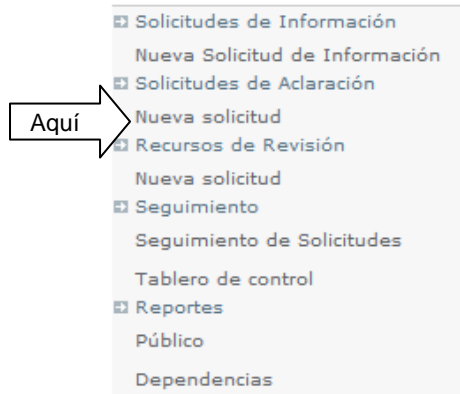 Solicitudes de Información
Nueva Solicitud de Información
Solicitudes de Aclaración
Aquí
Nueva solicitud
Recursos de Revisión
Nueva solicitud
Seguimiento
Seguimiento de Solicitudes
Tablero de control
Reportes
Público
Dependencias